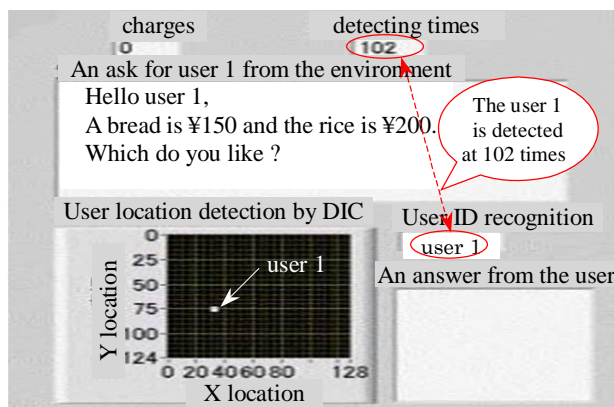 charges
detecting times
0
102
An ask for user 1 from the environment
Hello user 1,
A bread is ¥150 and the rice is ¥200.
Which do you like ?
The user 1
is detected
at 102 times
User location detection by DIC
User ID recognition
user 1
An answer from the user
Y location
0
25
50
75
100
124
user 1
0 20 40 60 80 128
X location